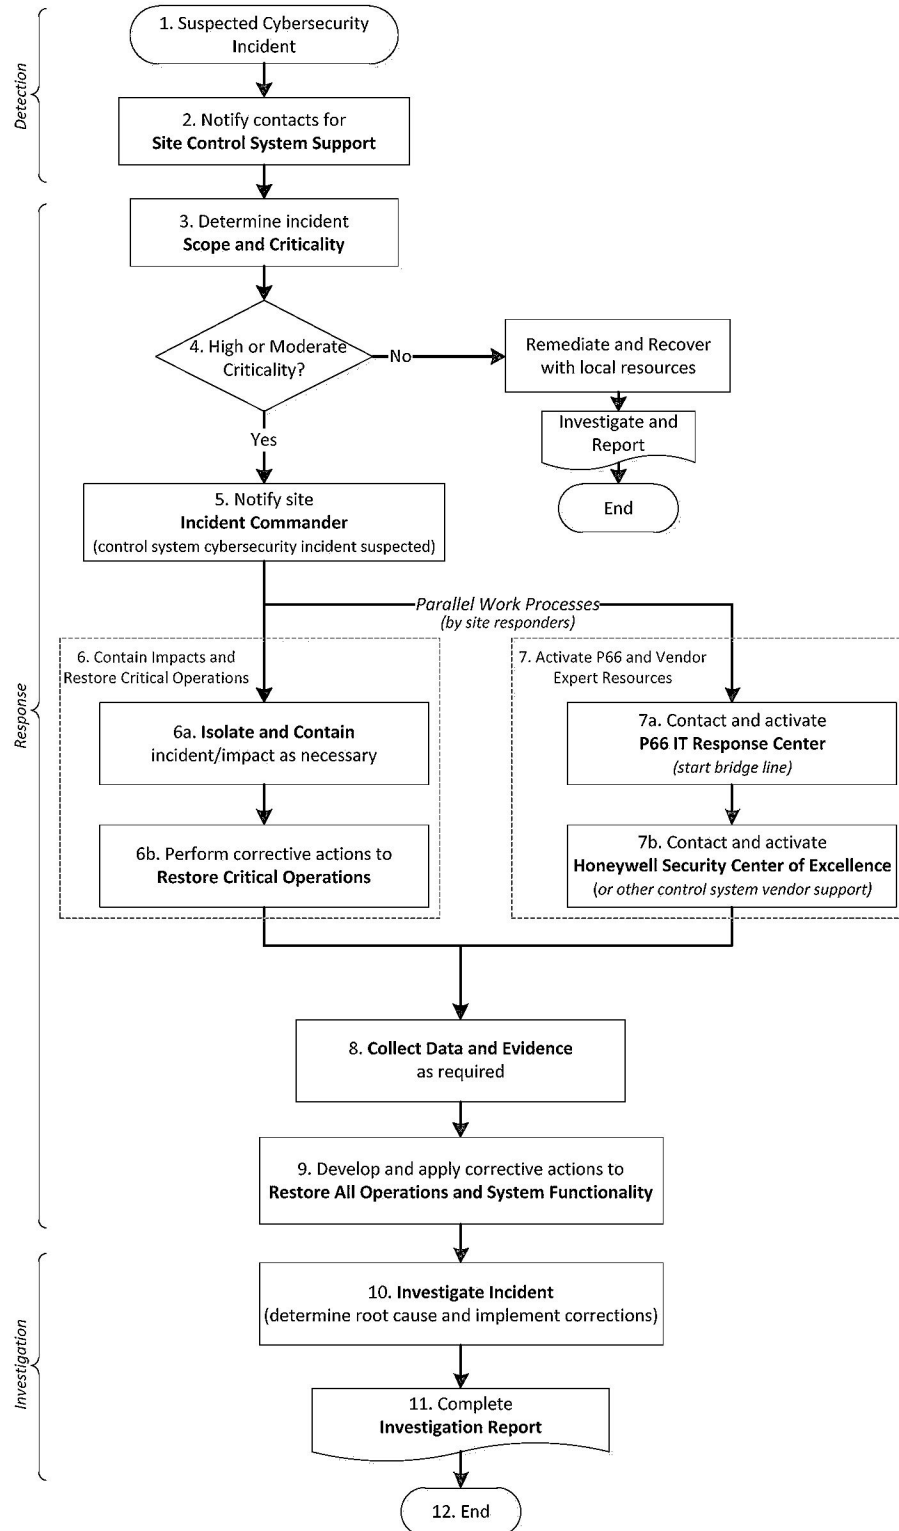 Detection
1. Suspected Cybersecurity
Incident
2. Notify contacts for
Site Control System Support
Response
3. Determine incident
Scope and Criticality
4. High or Moderate
Criticality?
No
Remediate and Recover
with local resources
Investigate and
Report
End
Yes
5. Notify site
Incident Commander
(control system cybersecurity incident suspected)
Parallel Work Processes
(by site responders)
6. Contain Impacts and
Restore Critical Operations
6a. Isolate and Contain
incident/impact as necessary
6b. Perform corrective actions to
Restore Critical Operations
7. Activate P66 and Vendor
Expert Resources
7a. Contact and activate
P66 IT Response Center
(start bridge line)
7b. Contact and activate
Honeywell Security Center of Excellence
(or other control system vendor support)
8. Collect Data and Evidence
as required
9. Develop and apply corrective actions to
Restore All Operations and System Functionality
Investigation
10. Investigate Incident
(determine root cause and implement corrections)
11. Complete
Investigation Report
12. End